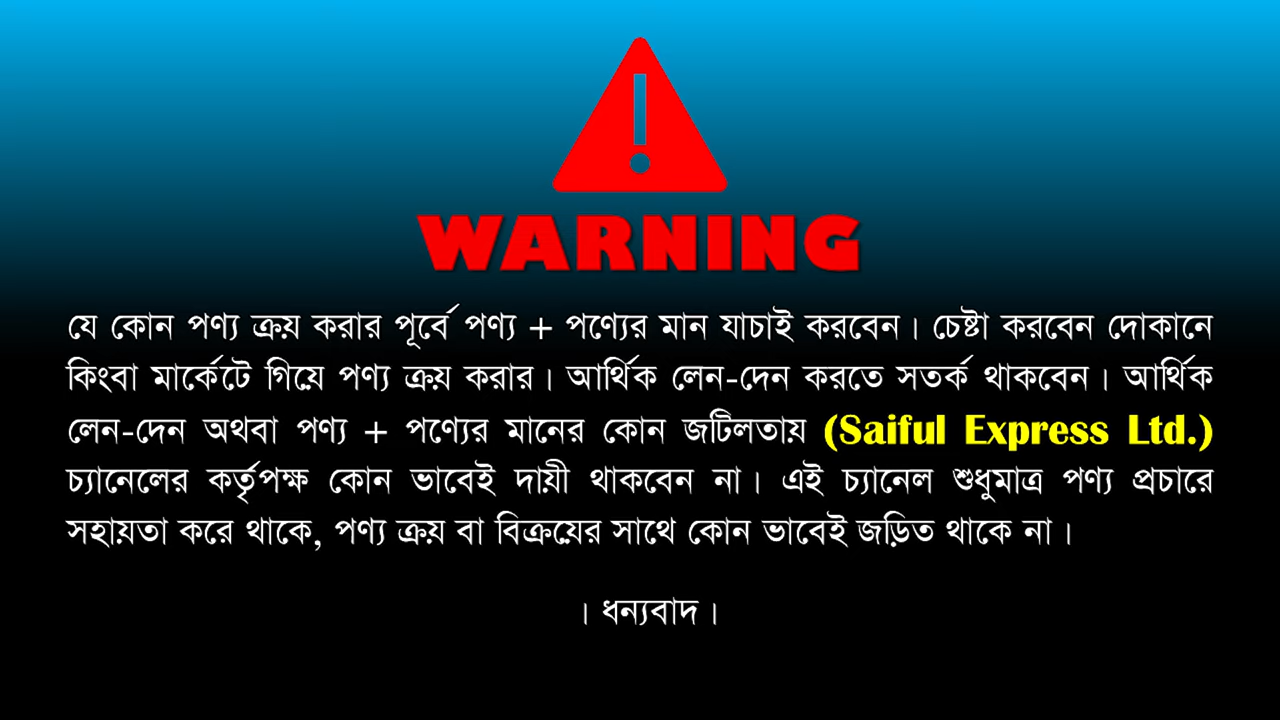 WARNING
যে কোন পণ্য ক্রয় করার পূর্বে পণ্য + পণ্যের মান যাচাই করবেন। চেষ্টা করবেন দোকানে
কিংবা মার্কেটে গিয়ে পণ্য ক্রয় করার। আর্থিক লেন-দেন করতে সতর্ক থাকবেন। আর্থিক
লেন-দেন অথবা পণ্য + পণ্যের মানের কোন জটিলতায় (Saiful Express Ltd.)
চ্যানেলের কর্তৃপক্ষ কোন ভাবেই দায়ী থাকবেন না। এই চ্যানেল শুধুমাত্র পণ্য প্রচারে
সহায়তা করে থাকে, পণ্য ক্রয় বা বিক্রয়ের সাথে কোন ভাবেই জড়িত থাকে না।
। ধন্যবাদ।